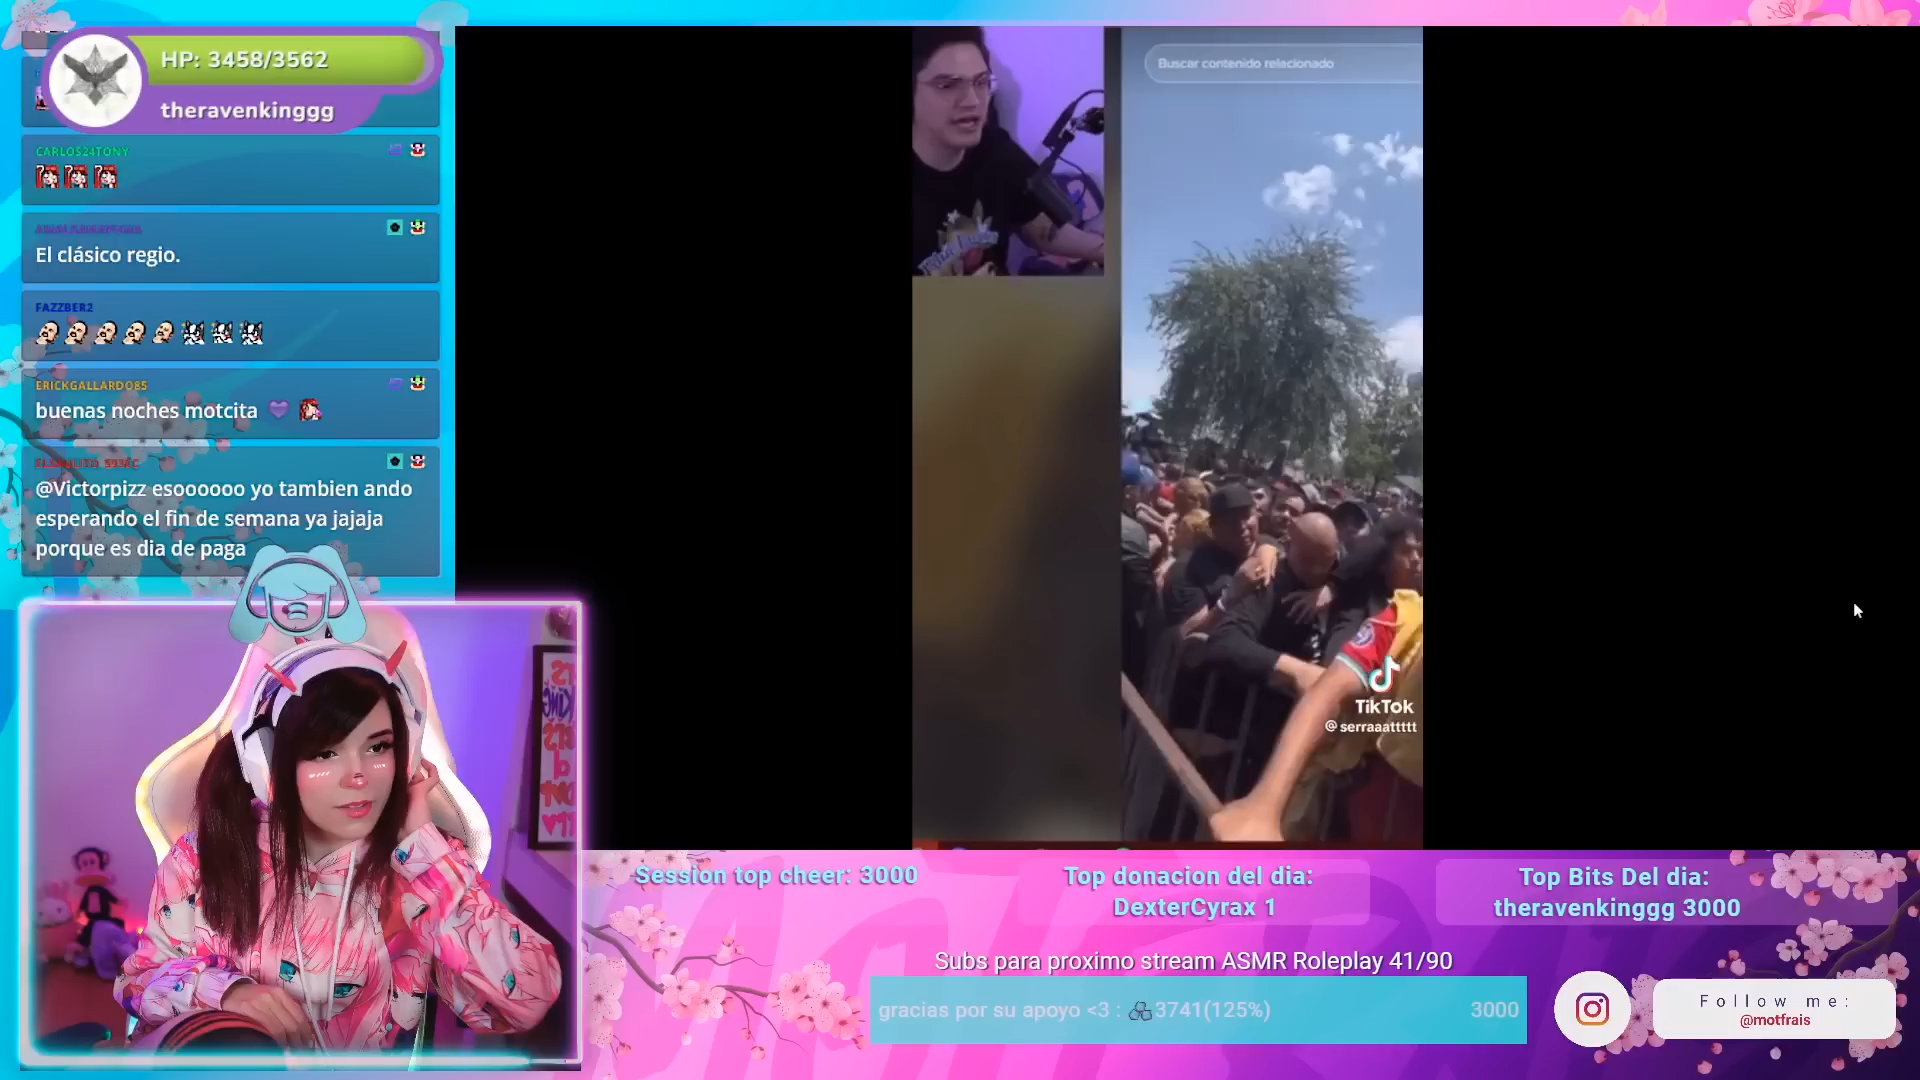 HP: 3458/3562
theravenkinggg
CARLOS24TONY
El clásico regio.
FAZZBER2
ERICKGALLARDO85
buenas noches motcita
@Victorpizz esoooooo yo tambien ando
esperando el fin de semana ya jajaja
porque es dia de paga
Buscar contenido relacionado
TikTok
@serraaattttt
Session top cheer: 3000
Top donacion del dia:
DexterCyrax 1
Top Bits Del dia:
theravenkinggg 3000
Subs para proximo stream ASMR Roleplay 41/90
gracias por su apoyo <3 : 3741(125%)
3000
Follow me:
@motfrais